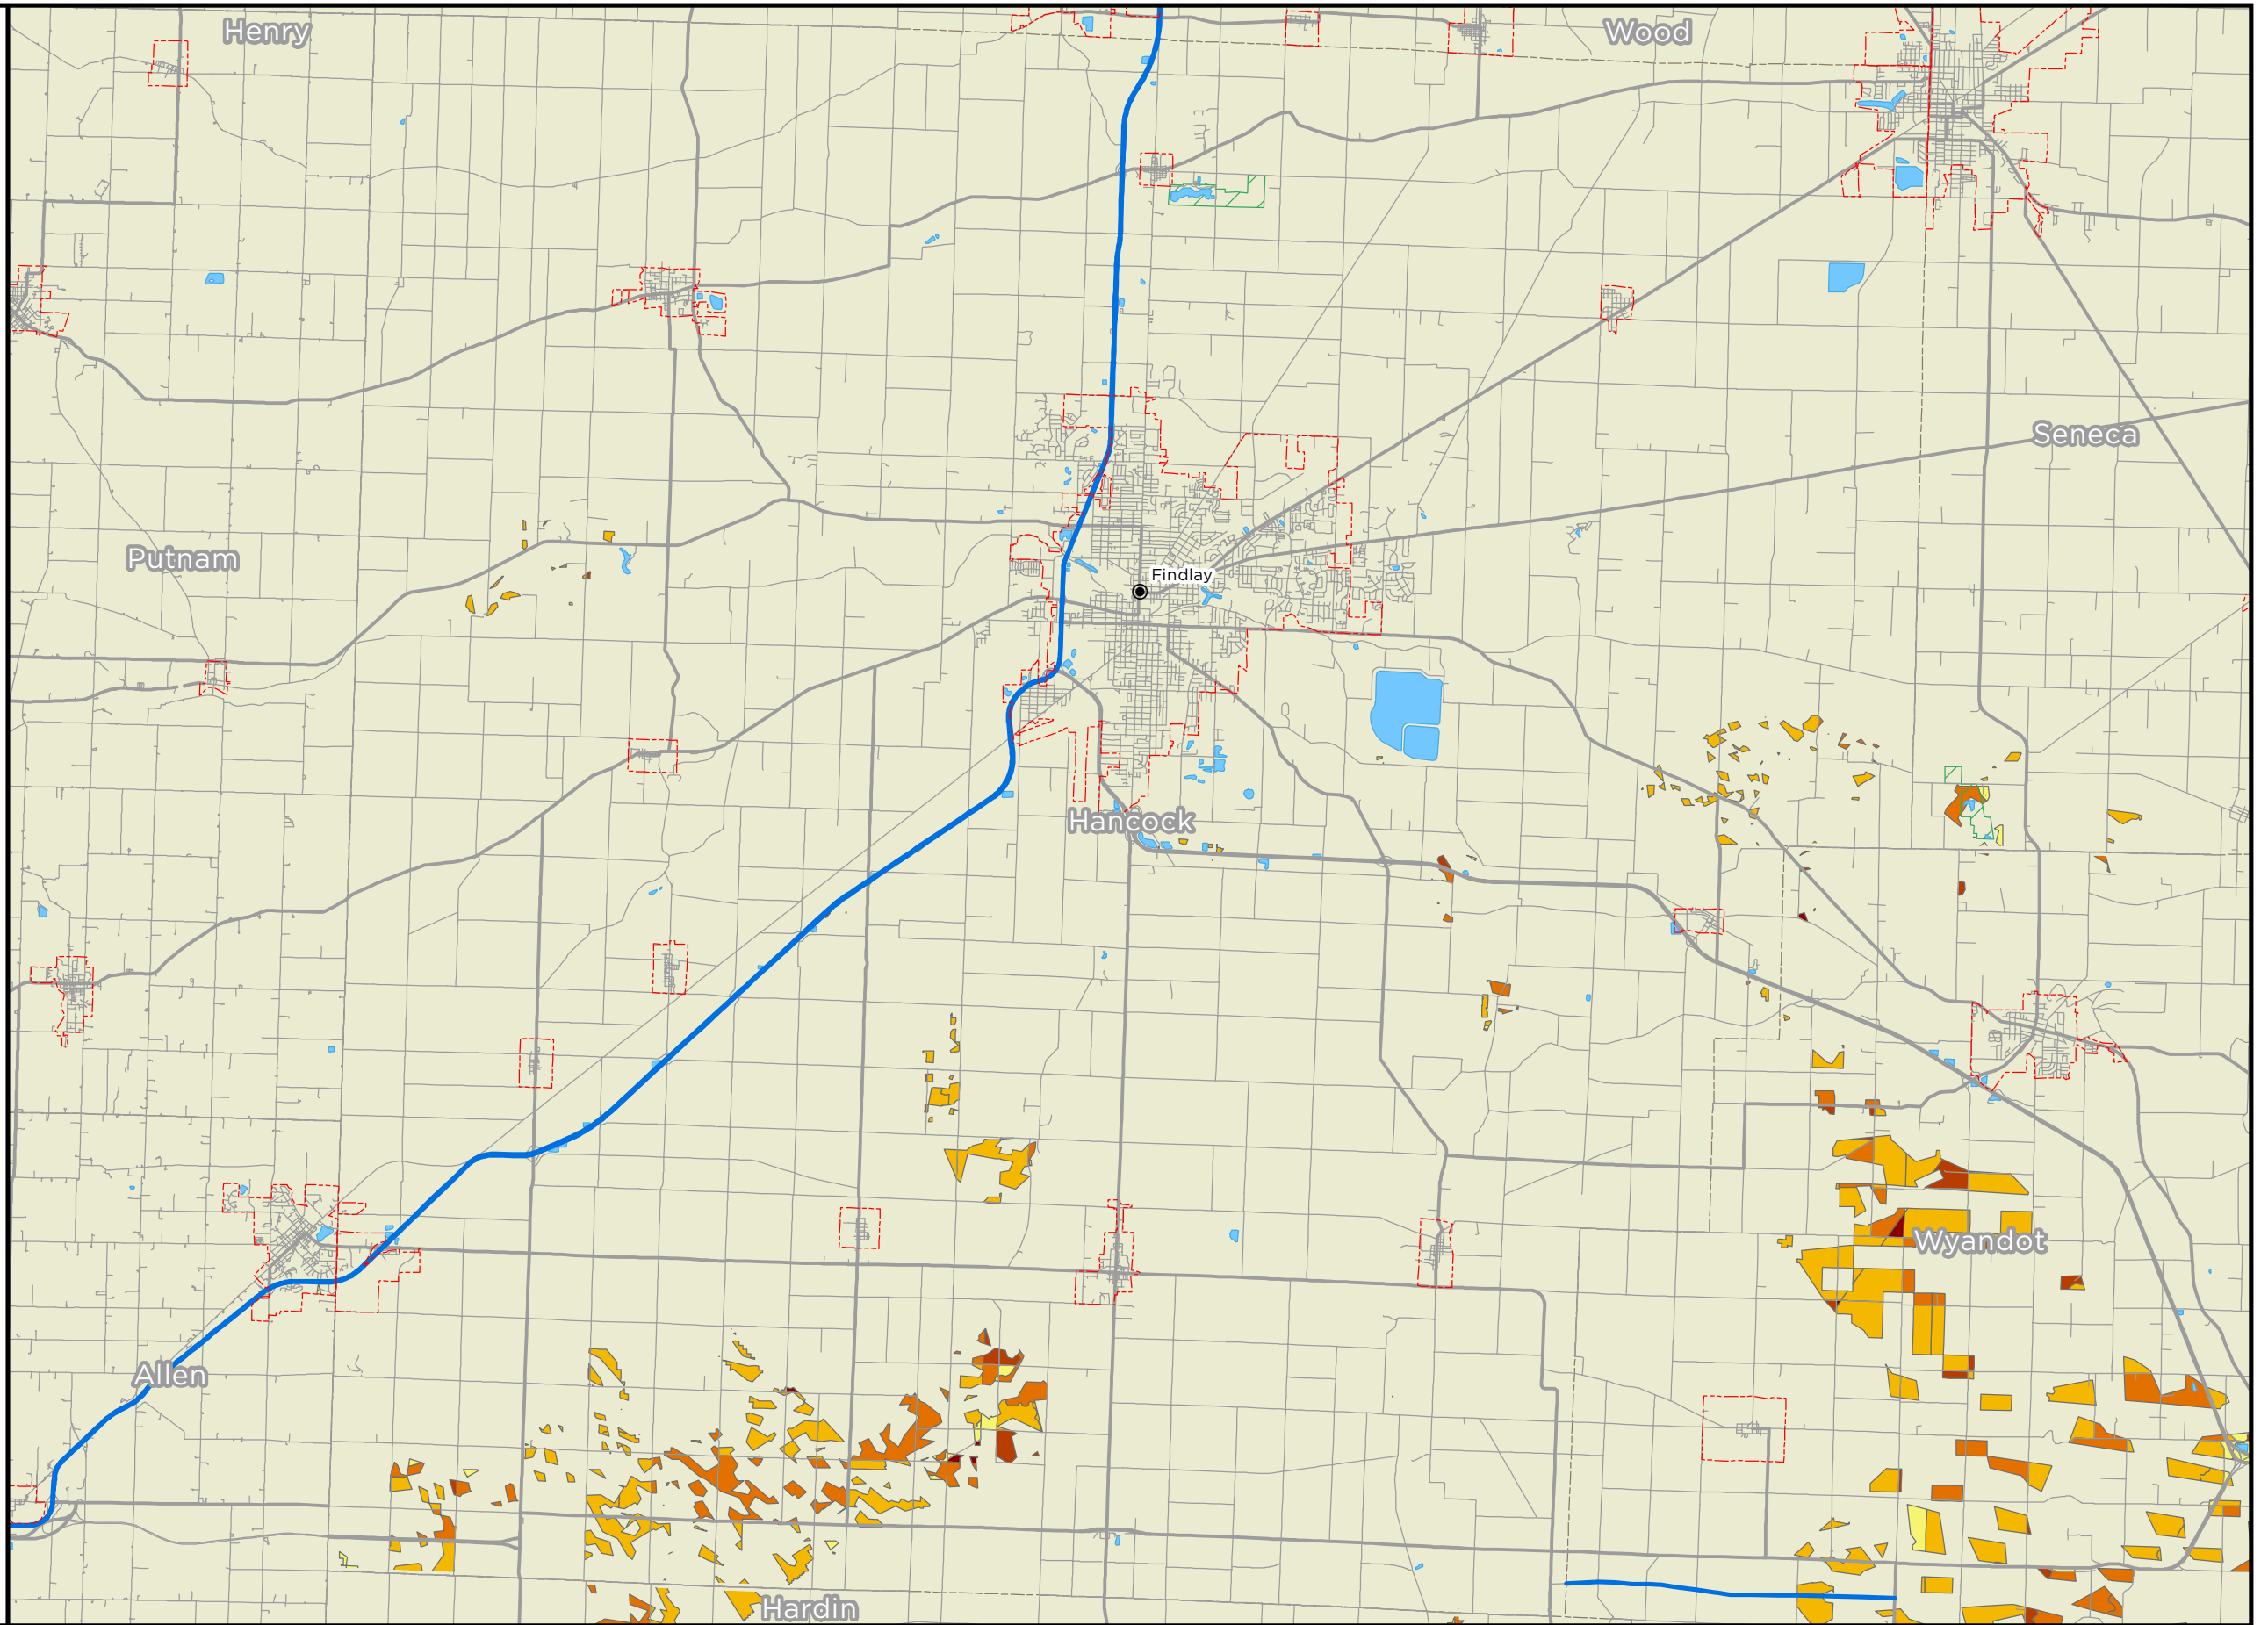 Henry
Wood
Seneca
Putnam
Findlay
Hancock
Wyandot
Allen
Hardin